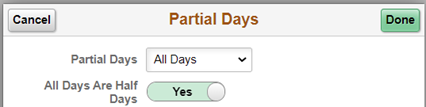 Cancel Partial Days Done
Partial Days All Days
All Days Are Half
Days Yes